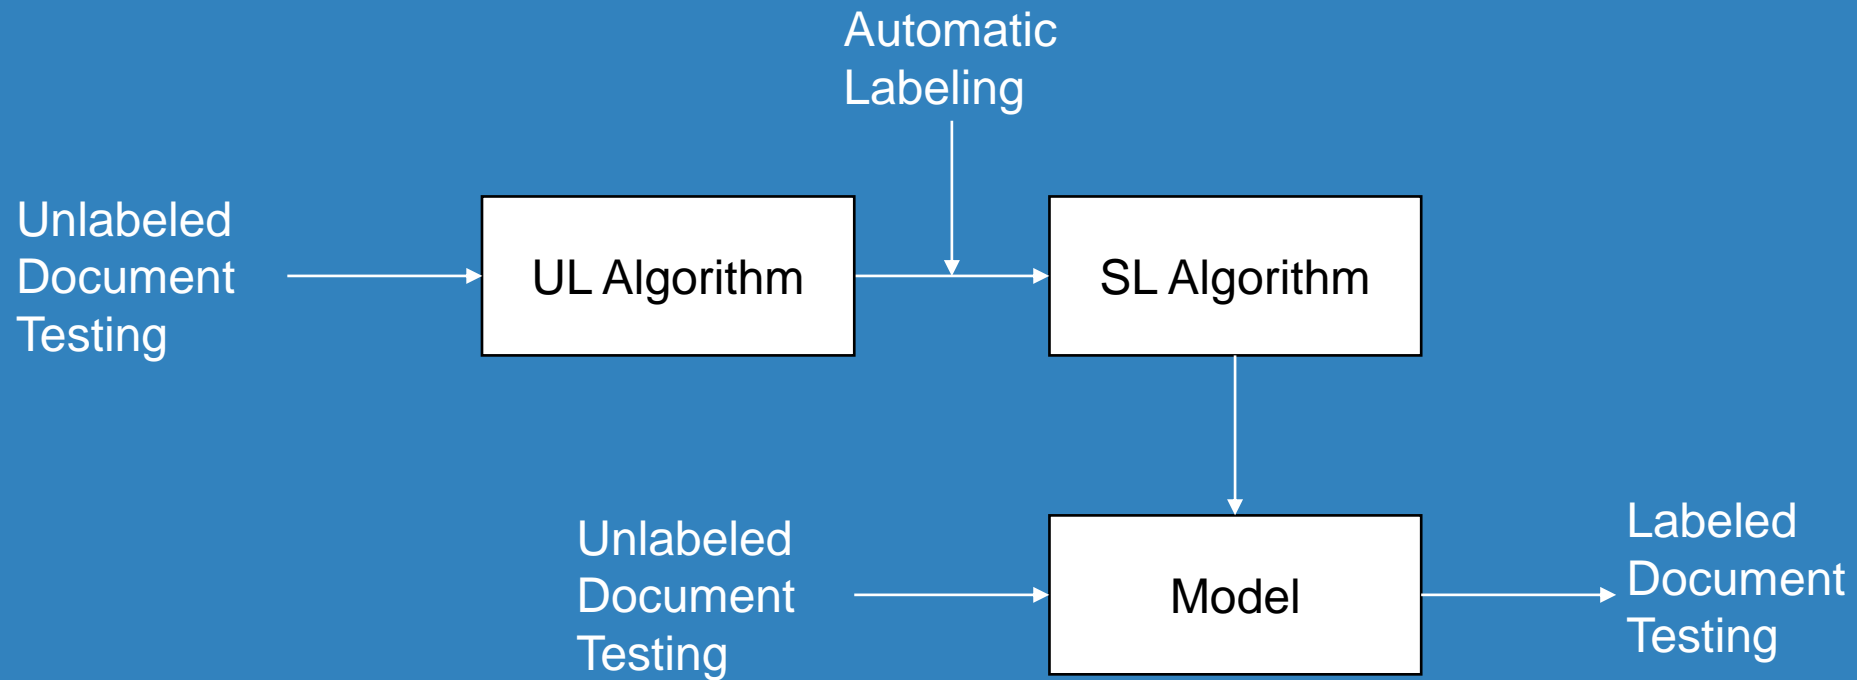 Automatic
Labeling
Unlabeled
Document
Testing
UL Algorithm
SL Algorithm
Unlabeled
Document
Testing
Model
Labeled
Document
Testing